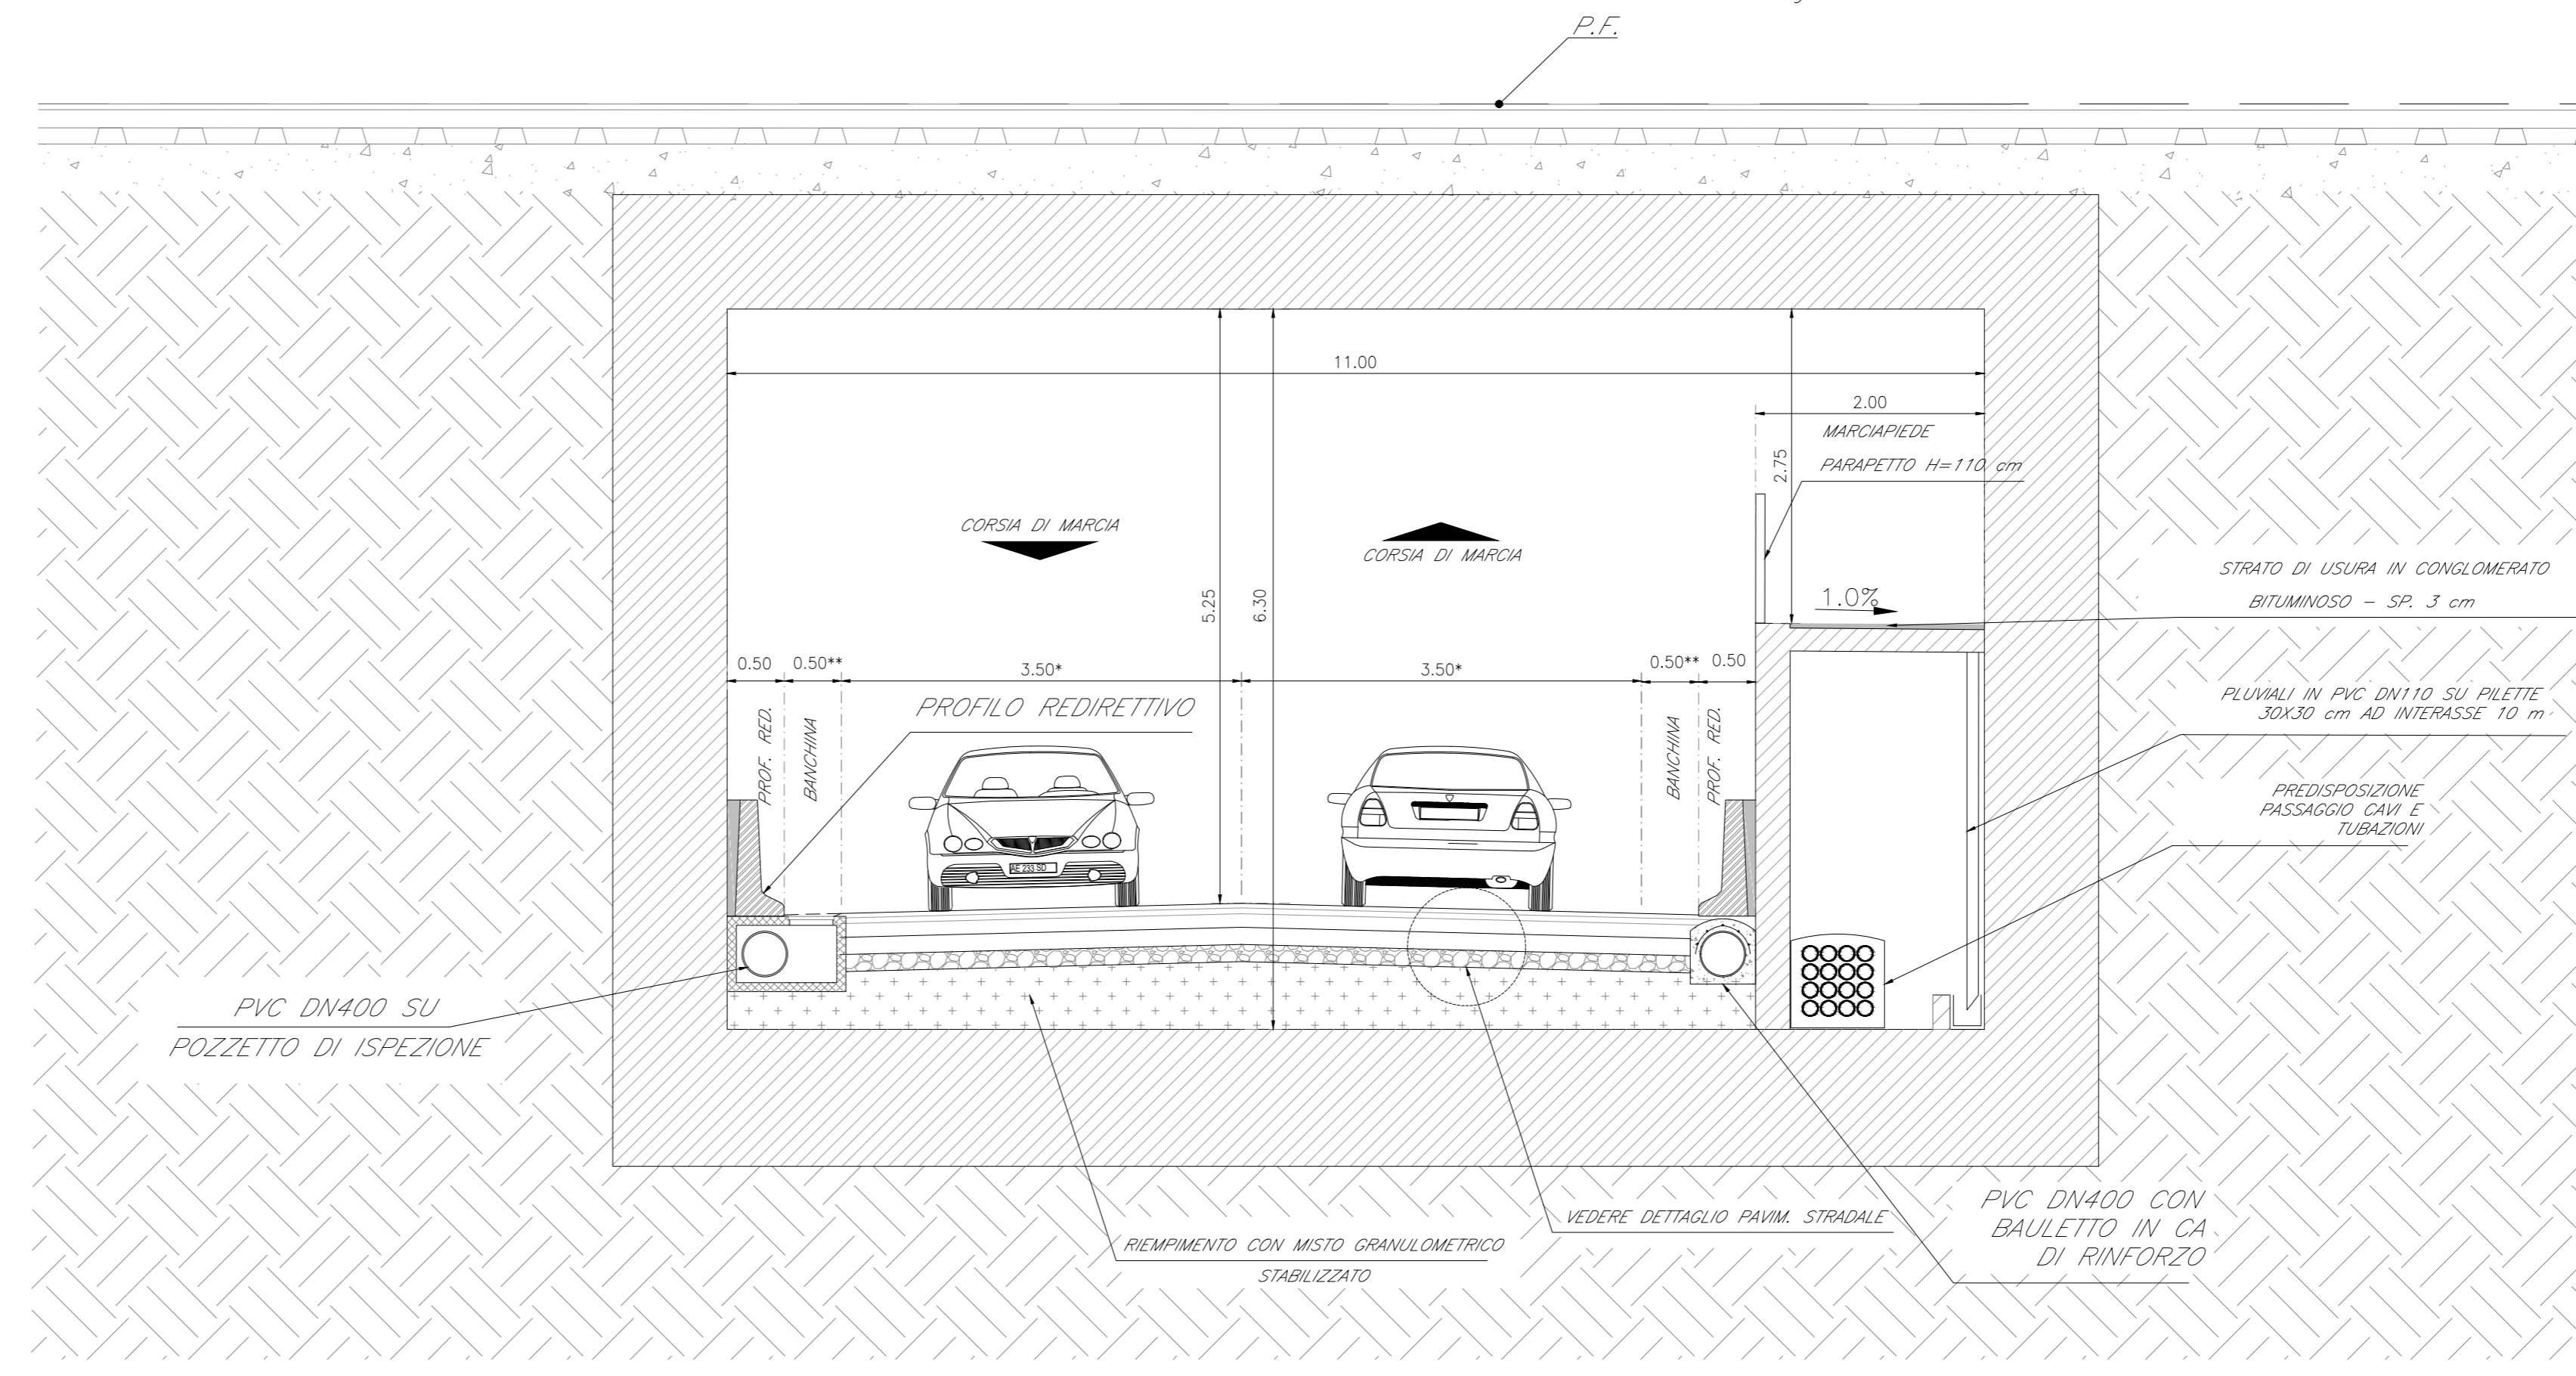 P.F.
11.00
2.00
MARCIAPIEDE
PARAPETTO H=110 cm
2.75
CORSIA DI MARCIA
CORSIA DI MARCIA
5.25
6.30
1.0%
STRATO DI USURA IN CONGLOMERATO
BITUMINOSO - SP. 3 cm
0.50
0.50**
3.50*
3.50*
0.50**
0.50
PROFILO REDIRETTIVO
PROF. RED.
BANCHINA
BANCHINA
PROF. RED.
PLUVIALI IN PVC DN110 SU PILETTE
30X30 cm AD INTERASSE 10 m
PREDISPOSIZIONE
PASSAGGIO CAVI E
TUBAZIONI
AE 233 SD
PVC DN400 SU
POZZETTO DI ISPEZIONE
RIEMPIMENTO CON MISTO GRANULOMETRICO
STABILIZZATO
VEDERE DETTAGLIO PAVIM. STRADALE
PVC DN400 CON
BAULETTO IN CA
DI RINFORZO